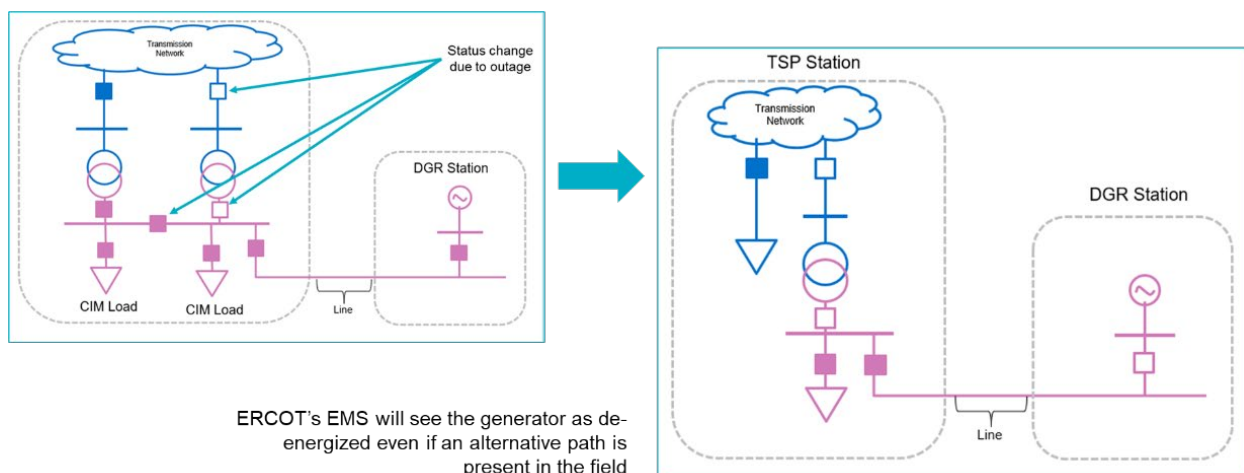 Transmission
Network
Status change
due to outage
DGR Station
CIM Load
CIM Load
Line
TSP Station
Transmission
Network
DGR Station
Line
ERCOT's EMS will see the generator as de-
energized even if an alternative path is
present in the field